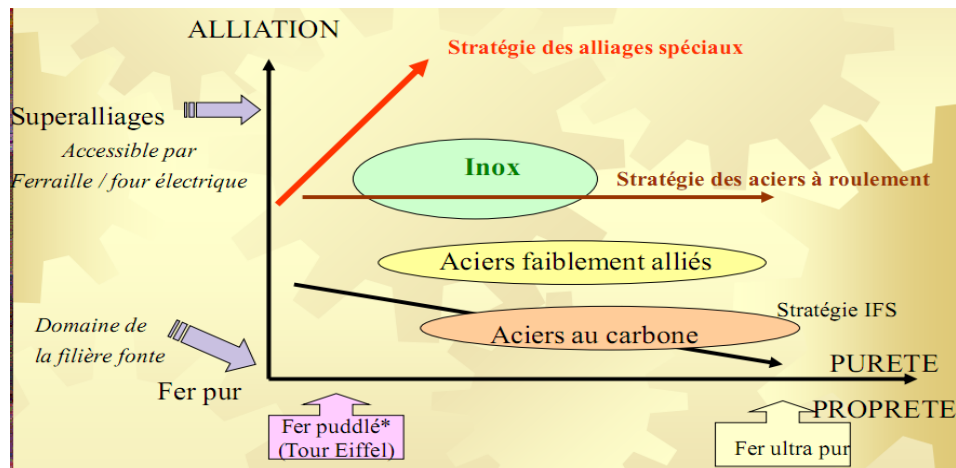 ALLIATION
Stratégie des alliages spéciaux
Superalliages
Accessible par
Ferraille / four électrique
Inox
Stratégie des aciers à roulement
Aciers faiblement alliés
Stratégie IFS
Domaine de
la filière fonte
Aciers au carbone
PURETE
Fer pur
PROPRETE
Fer puddlé*
(Tour Eiffel)
Fer ultra pur